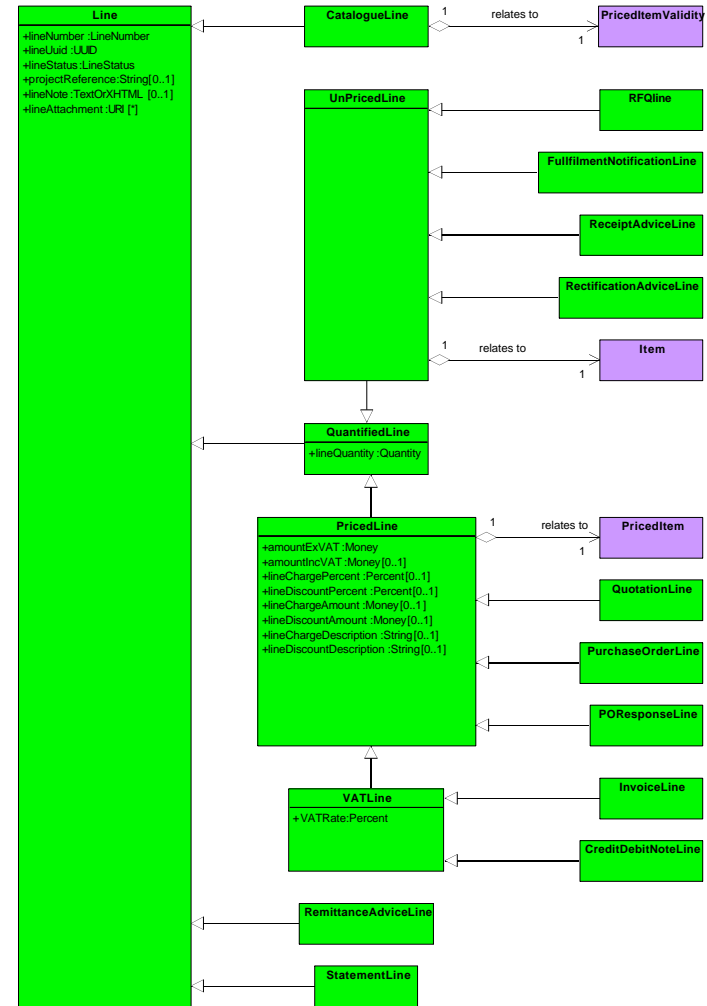 Line
+lineNumber :LineNumber
+lineUuid :UUID
+lineStatus:LineStatus
+projectReference:String[0..1]
+lineNote:TextOrXHTML [0..1]
+lineAttachment :URI [*]
CatalogueLine
1
relates to
1
PricedItemValidity
UnPricedLine
RFQline
FullfilmentNotificationLine
ReceiptAdviceLine
RectificationAdviceLine
1
relates to
1
Item
QuantifiedLine
+lineQuantity :Quantity
PricedLine
+amountExVAT :Money
+amountIncVAT :Money[0..1]
+lineChargePercent :Percent[0..1]
+lineDiscountPercent :Percent[0..1]
+lineChargeAmount :Money[0..1]
+lineDiscountAmount :Money[0..1]
+lineChargeDescription :String[0..1]
+lineDiscountDescription :String[0..1]
1
relates to
1
PricedItem
QuotationLine
PurchaseOrderLine
POResponseLine
VATLine
+VATRate:Percent
InvoiceLine
CreditDebitNoteLine
RemittanceAdviceLine
StatementLine